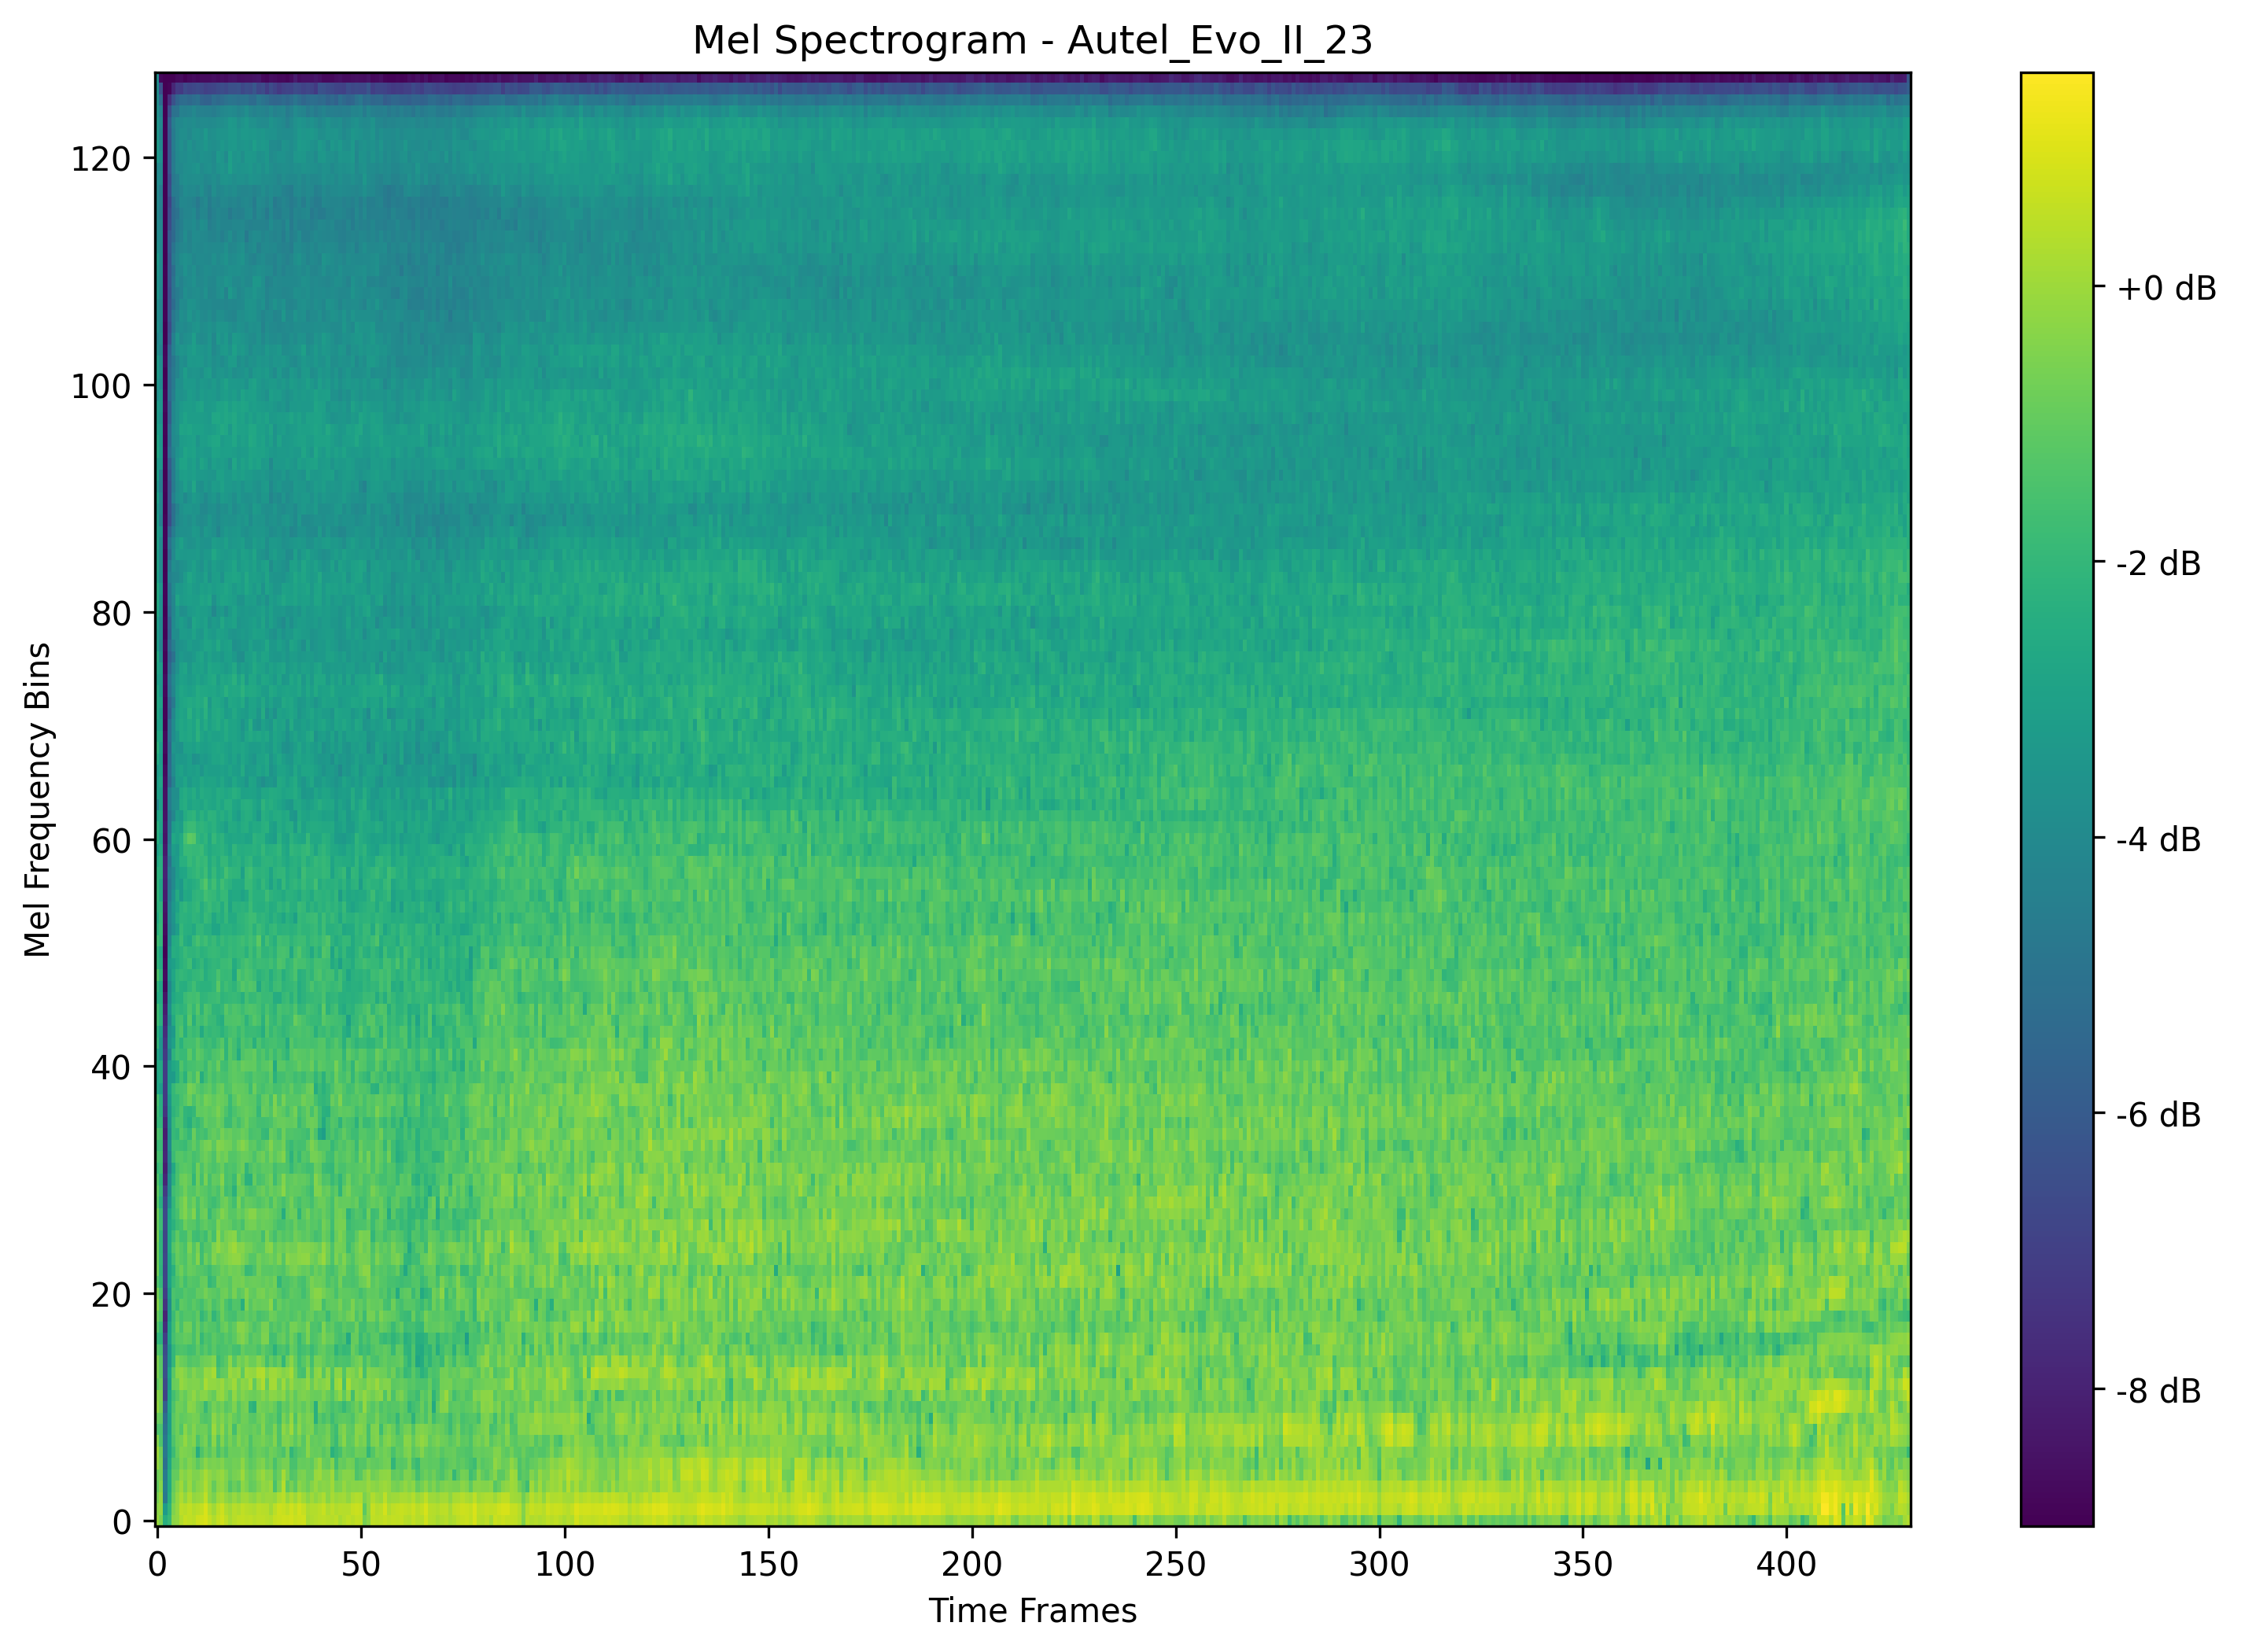 Mel Spectrogram - Autel_Evo_II_23
120
100
80
60
40
20
0
Mel Frequency Bins
0 50 100 150 200 250 300 350 400
Time Frames
+0 dB
-2 dB
-4 dB
-6 dB
-8 dB